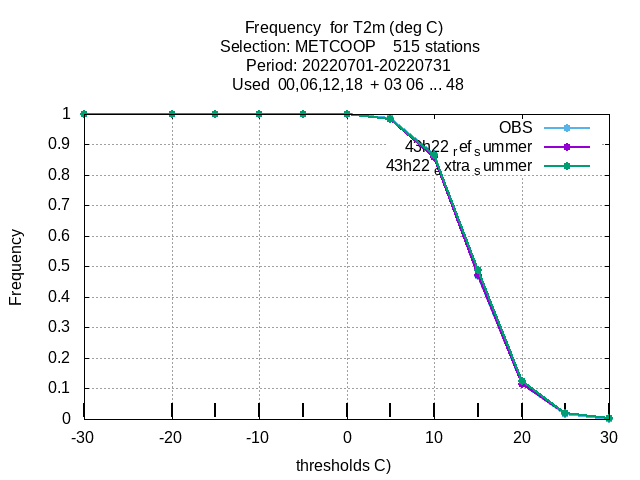 Frequency for T2m (deg C)
Selection: METCOOP 515 stations
Period: 20220701-20220731
Used 00,06,12,18 + 03 06 ... 48
OBS
43h22 ref summer
43h22 extra summer
1
0.9
0.8
0.7
0.6
0.5
0.4
0.3
0.2
0.1
0
Frequency
-30 -20 -10 0 10 20 30
thresholds C)